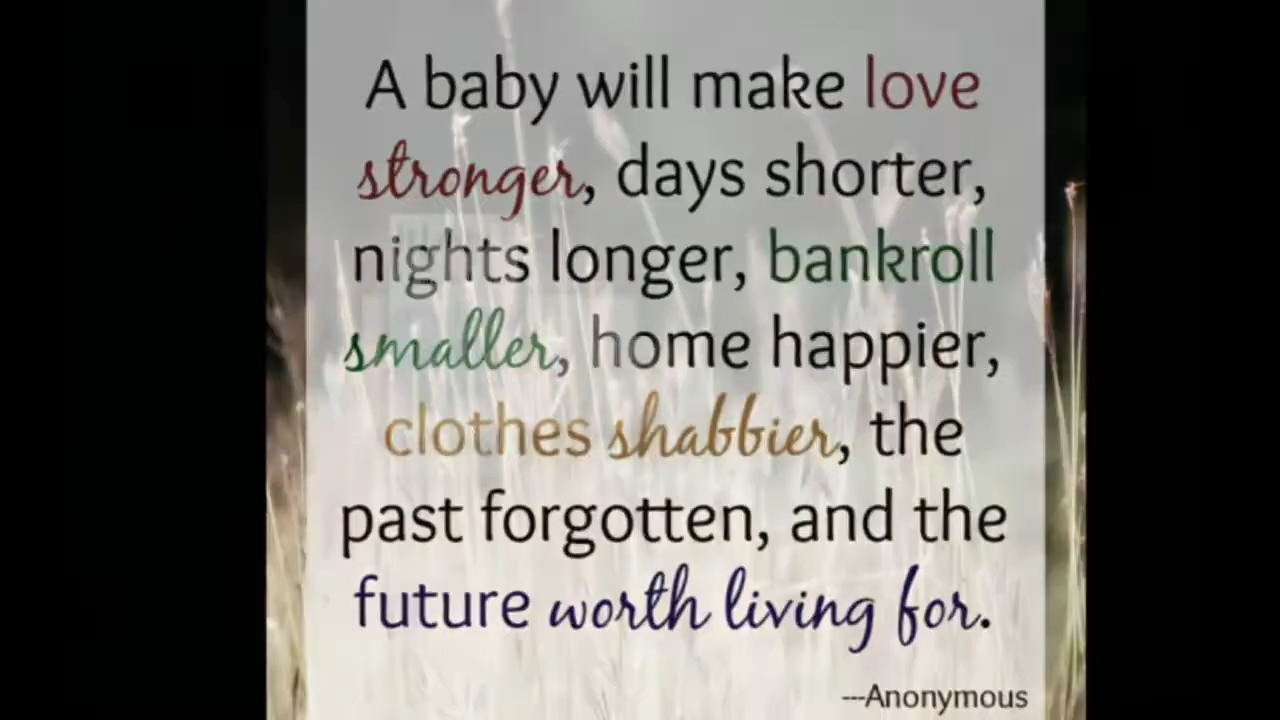 A baby will make love
stronger, days shorter,
nights longer, bankroll
smaller, home happier,
clothes shabbier, the
past forgotten, and the
future worth living for.
---Anonymous